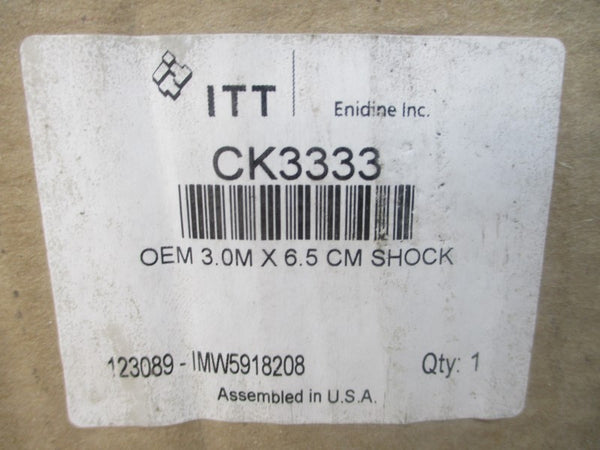 ITT Enidine Inc.
CK3333
OEM 3.0M X 6.5 CM SHOCK
123089 - IMW5918208 Qty: 1
Assembled in U.S.A.